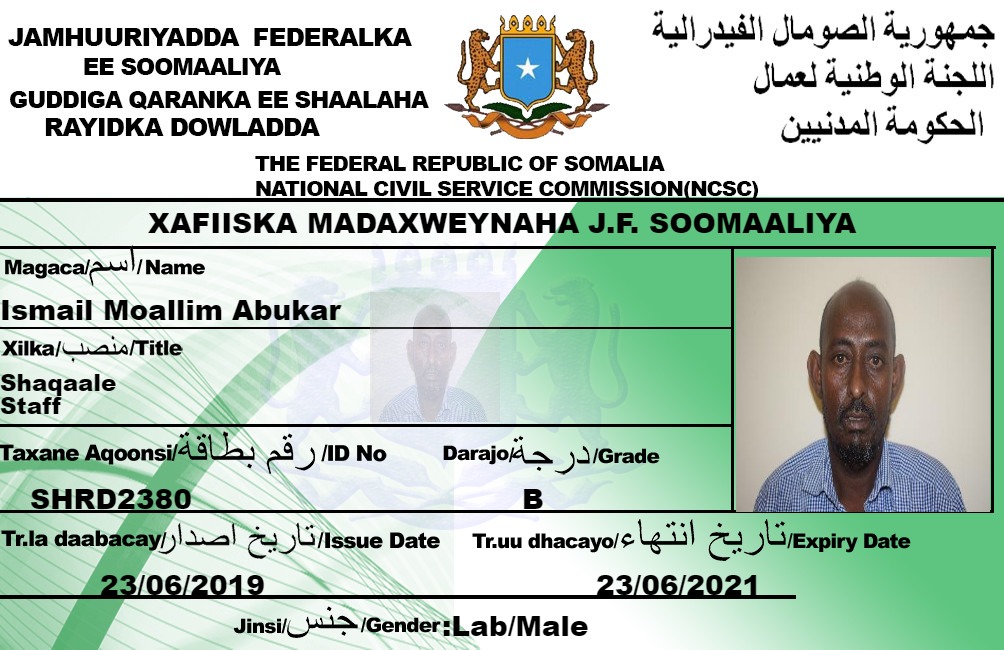 JAMHUURIYADDA FEDERALKA
EE SOOMAALIYA
GUDDIGA QARANKA EE SHAALAHA
RAYIDKA DOWLADDA
جمهورية الصومال الفيدرالية
اللجنة الوطنية لعمال
الحكومة المدنيين
THE FEDERAL REPUBLIC OF SOMALIA
NATIONAL CIVIL SERVICE COMMISSION(NCSC)
XAFIISKA MADAXWEYNAHA J.F. SOOMAALIYA
Magaca/اسم/Name
Ismail Moallim Abukar
Xilka/منصب/Title
Shaqaale
Staff
Taxane Aqoonsi/رقم بطاقة/ID No
Darajo/درجة/Grade
SHRD2380
B
Tr.la daabacay/تاريخ اصدار/Issue Date
Tr.uu dhacayo/تاريخ انتهاء/Expiry Date
23/06/2019
23/06/2021
Jinsi/جنس/Gender:Lab/Male